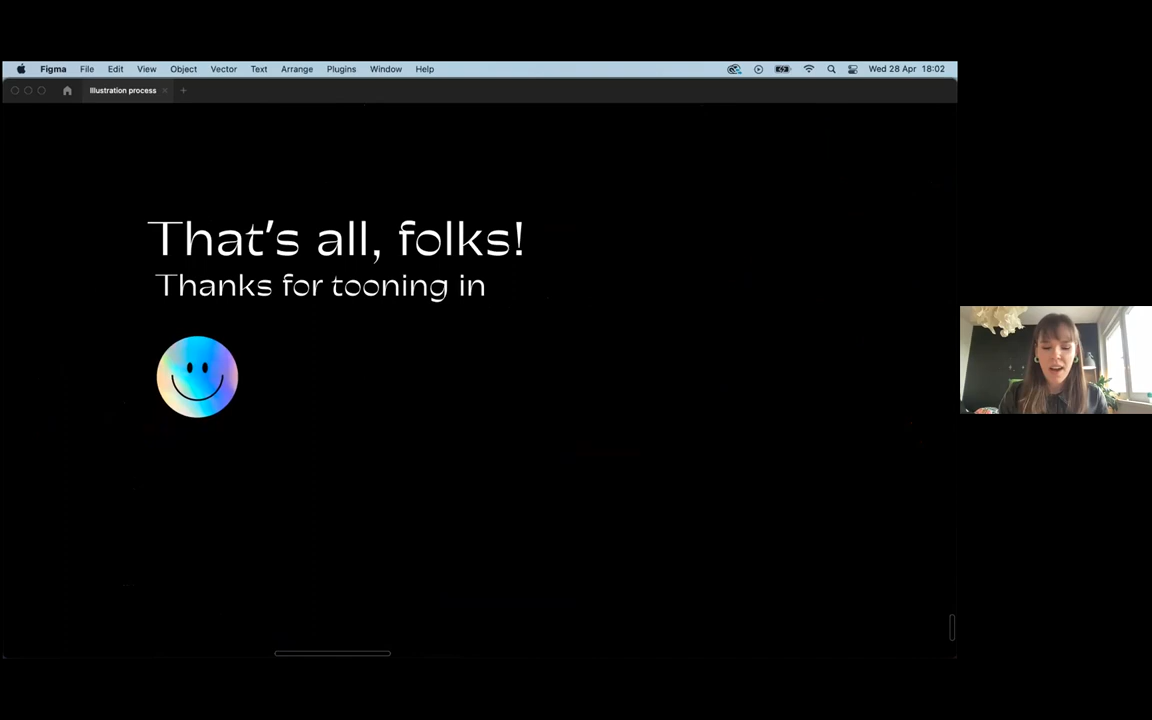 Figma File Edit View Object Vector Text Arrange Plugins Window Help Wed 28 Apr 18:02
Illustration process
That's all, folks!
Thanks for tooning in